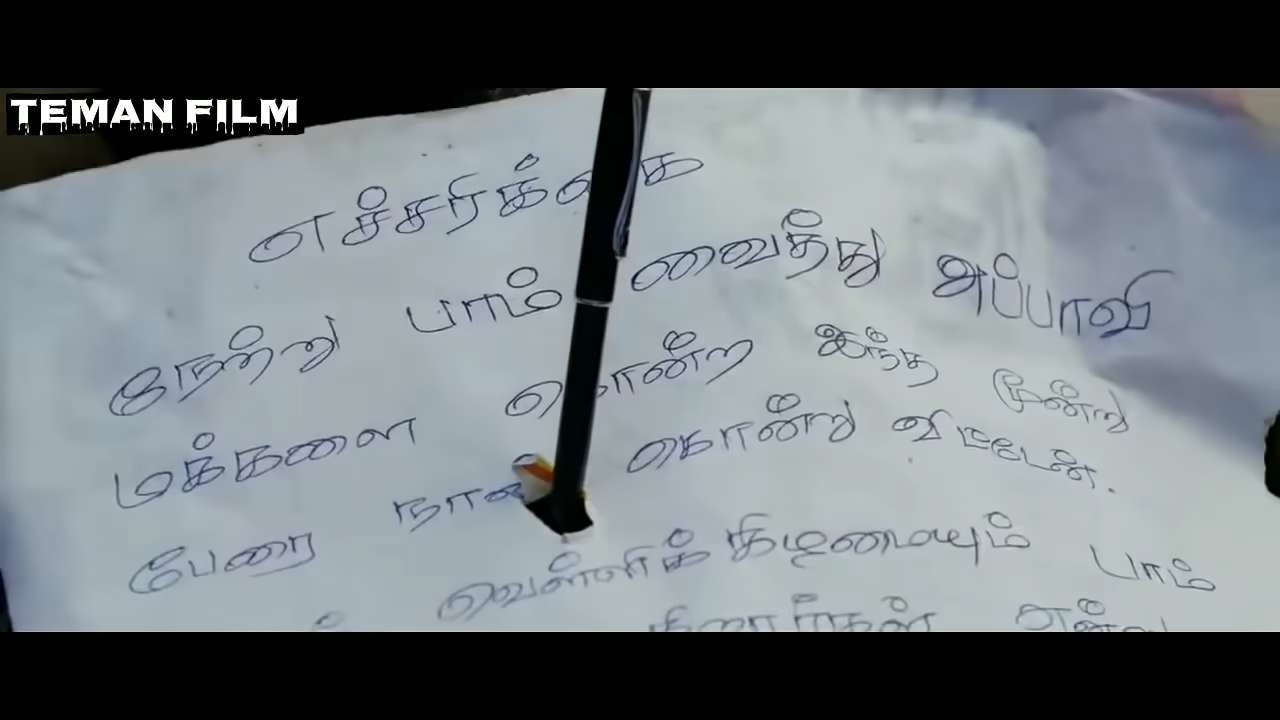 TEMAN FILM
எச்சரிக்கை
நேற்று பாம் வைத்து அப்பாவி
மக்களை கொன்ற இந்த மூன்று
பேரை நான் கொன்று விட்டேன்.
வெள்ளிக் கிழமையும் பாம்